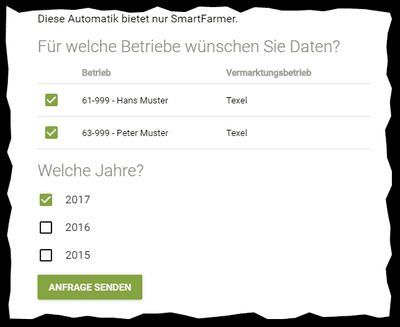 Diese Automatik bietet nur SmartFarmer.
Für welche Betriebe wünschen Sie Daten?
Betrieb Vermarktungsbetrieb
61-999 - Hans Muster Texel
63-999 - Peter Muster Texel
Welche Jahre?
2017
2016
2015
ANFRAGE SENDEN